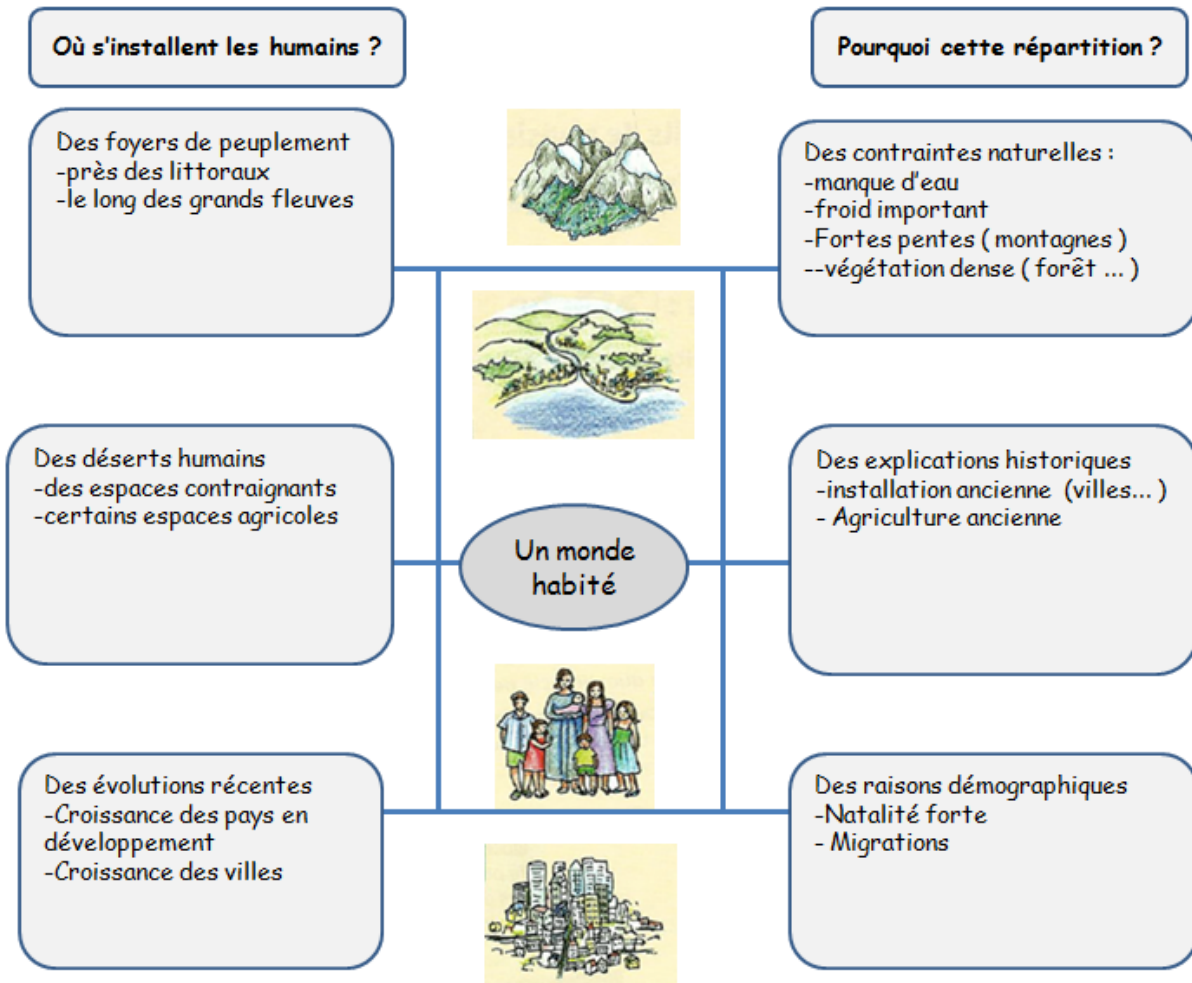 Où s'installent les humains ?
Des foyers de peuplement
-près des littoraux
-le long des grands fleuves
Des déserts humains
-des espaces contraignants
-certains espaces agricoles
Des évolutions récentes
-Croissance des pays en
développement
-Croissance des villes
Un monde
habité
Pourquoi cette répartition ?
Des contraintes naturelles :
-manque d'eau
-froid important
-Fortes pentes ( montagnes )
--végétation dense ( forêt ... )
Des explications historiques
-installation ancienne (villes... )
- Agriculture ancienne
Des raisons démographiques
-Natalité forte
- Migrations